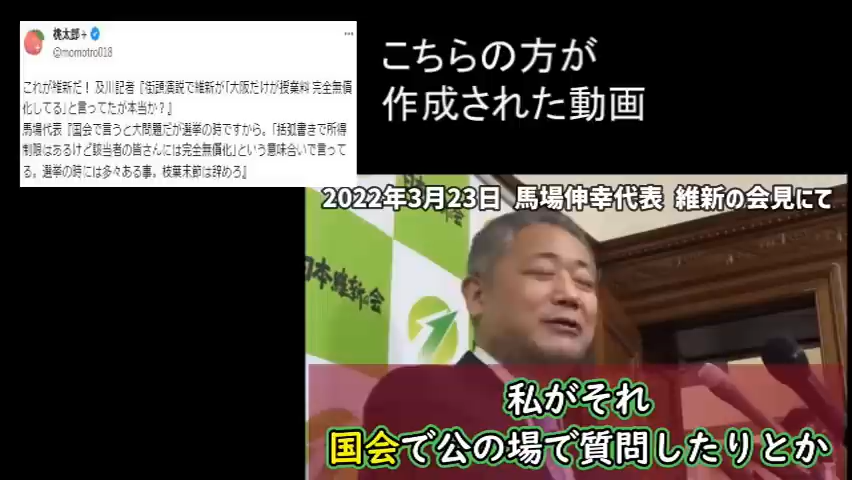 桃太郎+
@momotro018
これが維新だ！ 及川記者『街頭演説で維新が「大阪だけが授業料 完全無償
化してる」と言ってたが本当か？』
馬場代表『国会で言うと大問題だが選挙の時ですから。「括弧書きで所得
制限はあるけど該当者の皆さんには完全無償化」という意味合いで言って
る。選挙の時には多々ある事。枝葉末節は辞めろ』
こちらの方が
作成された動画
2022年3月23日 馬場伸幸代表 維新の会見にて
の会
日本維新の会
私がそれ
国会で公の場で質問したりとか